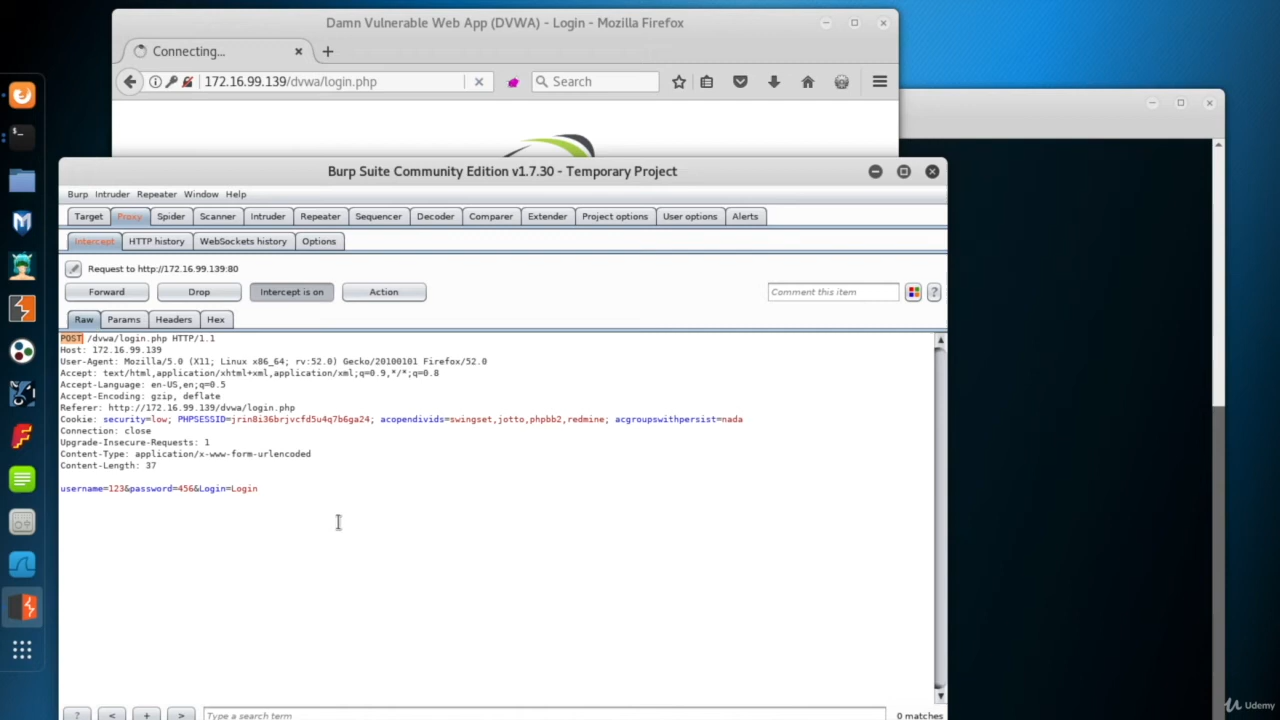 Damn Vulnerable Web App (DVWA) - Login - Mozilla Firefox
Connecting...
172.16.99.139/dvwa/login.php
Search
Burp Suite Community Edition v1.7.30 - Temporary Project
Burp Intruder Repeater Window Help
Target Proxy Spider Scanner Intruder Repeater Sequencer Decoder Comparer Extender Project options User options Alerts
Intercept HTTP history WebSockets history Options
Request to http://172.16.99.139:80
Forward Drop Intercept is on Action Comment this item ?
Raw Params Headers Hex
POST /dvwa/login.php HTTP/1.1
Host: 172.16.99.139
User-Agent: Mozilla/5.0 (X11; Linux x86_64; rv:52.0) Gecko/20100101 Firefox/52.0
Accept: text/html,application/xhtml+xml,application/xml;q=0.9,*/*;q=0.8
Accept-Language: en-US,en;q=0.5
Accept-Encoding: gzip, deflate
Referer: http://172.16.99.139/dvwa/login.php
Cookie: security=low; PHPSESSID=jrin8i36brjvcfd5u4q7b6ga24; acopendivids=swingset,jotto,phpbb2,redmine; acgroupswithpersist=nada
Connection: close
Upgrade-Insecure-Requests: 1
Content-Type: application/x-www-form-urlencoded
Content-Length: 37
username=123&password=456&Login=Login
? < + > Type a search term 0 matches
Udemy